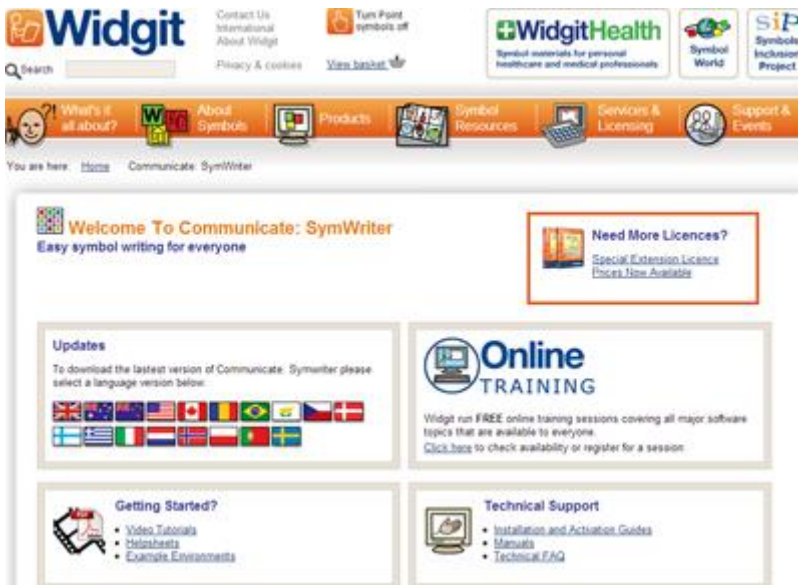 Widgit
Contact Us
International
About Widgit
Privacy & cookies
Turn Point
symbols off
View basket
Search
WidgitHealth
Symbol materials for personal
healthcare and medical professionals
Symbol
World
SiP
Symbols
Inclusion
Project
What's it
all about?
About
Symbols
Products
Symbol
Resources
Services &
Licensing
Support &
Events
You are here: Home Communicate: SymWriter
Welcome To Communicate: SymWriter
Easy symbol writing for everyone
Need More Licences?
Special Extension Licence
Prices Now Available
Updates
To download the lastest version of Communicate: Symwriter please
select a language version below:
Online
TRAINING
Widgit run FREE online training sessions covering all major software
topics that are available to everyone.
Click here to check availability or register for a session
Getting Started?
• Video Tutorials
• Helpsheets
• Example Environments
Technical Support
• Installation and Activation Guides
• Manuals
• Technical FAQ